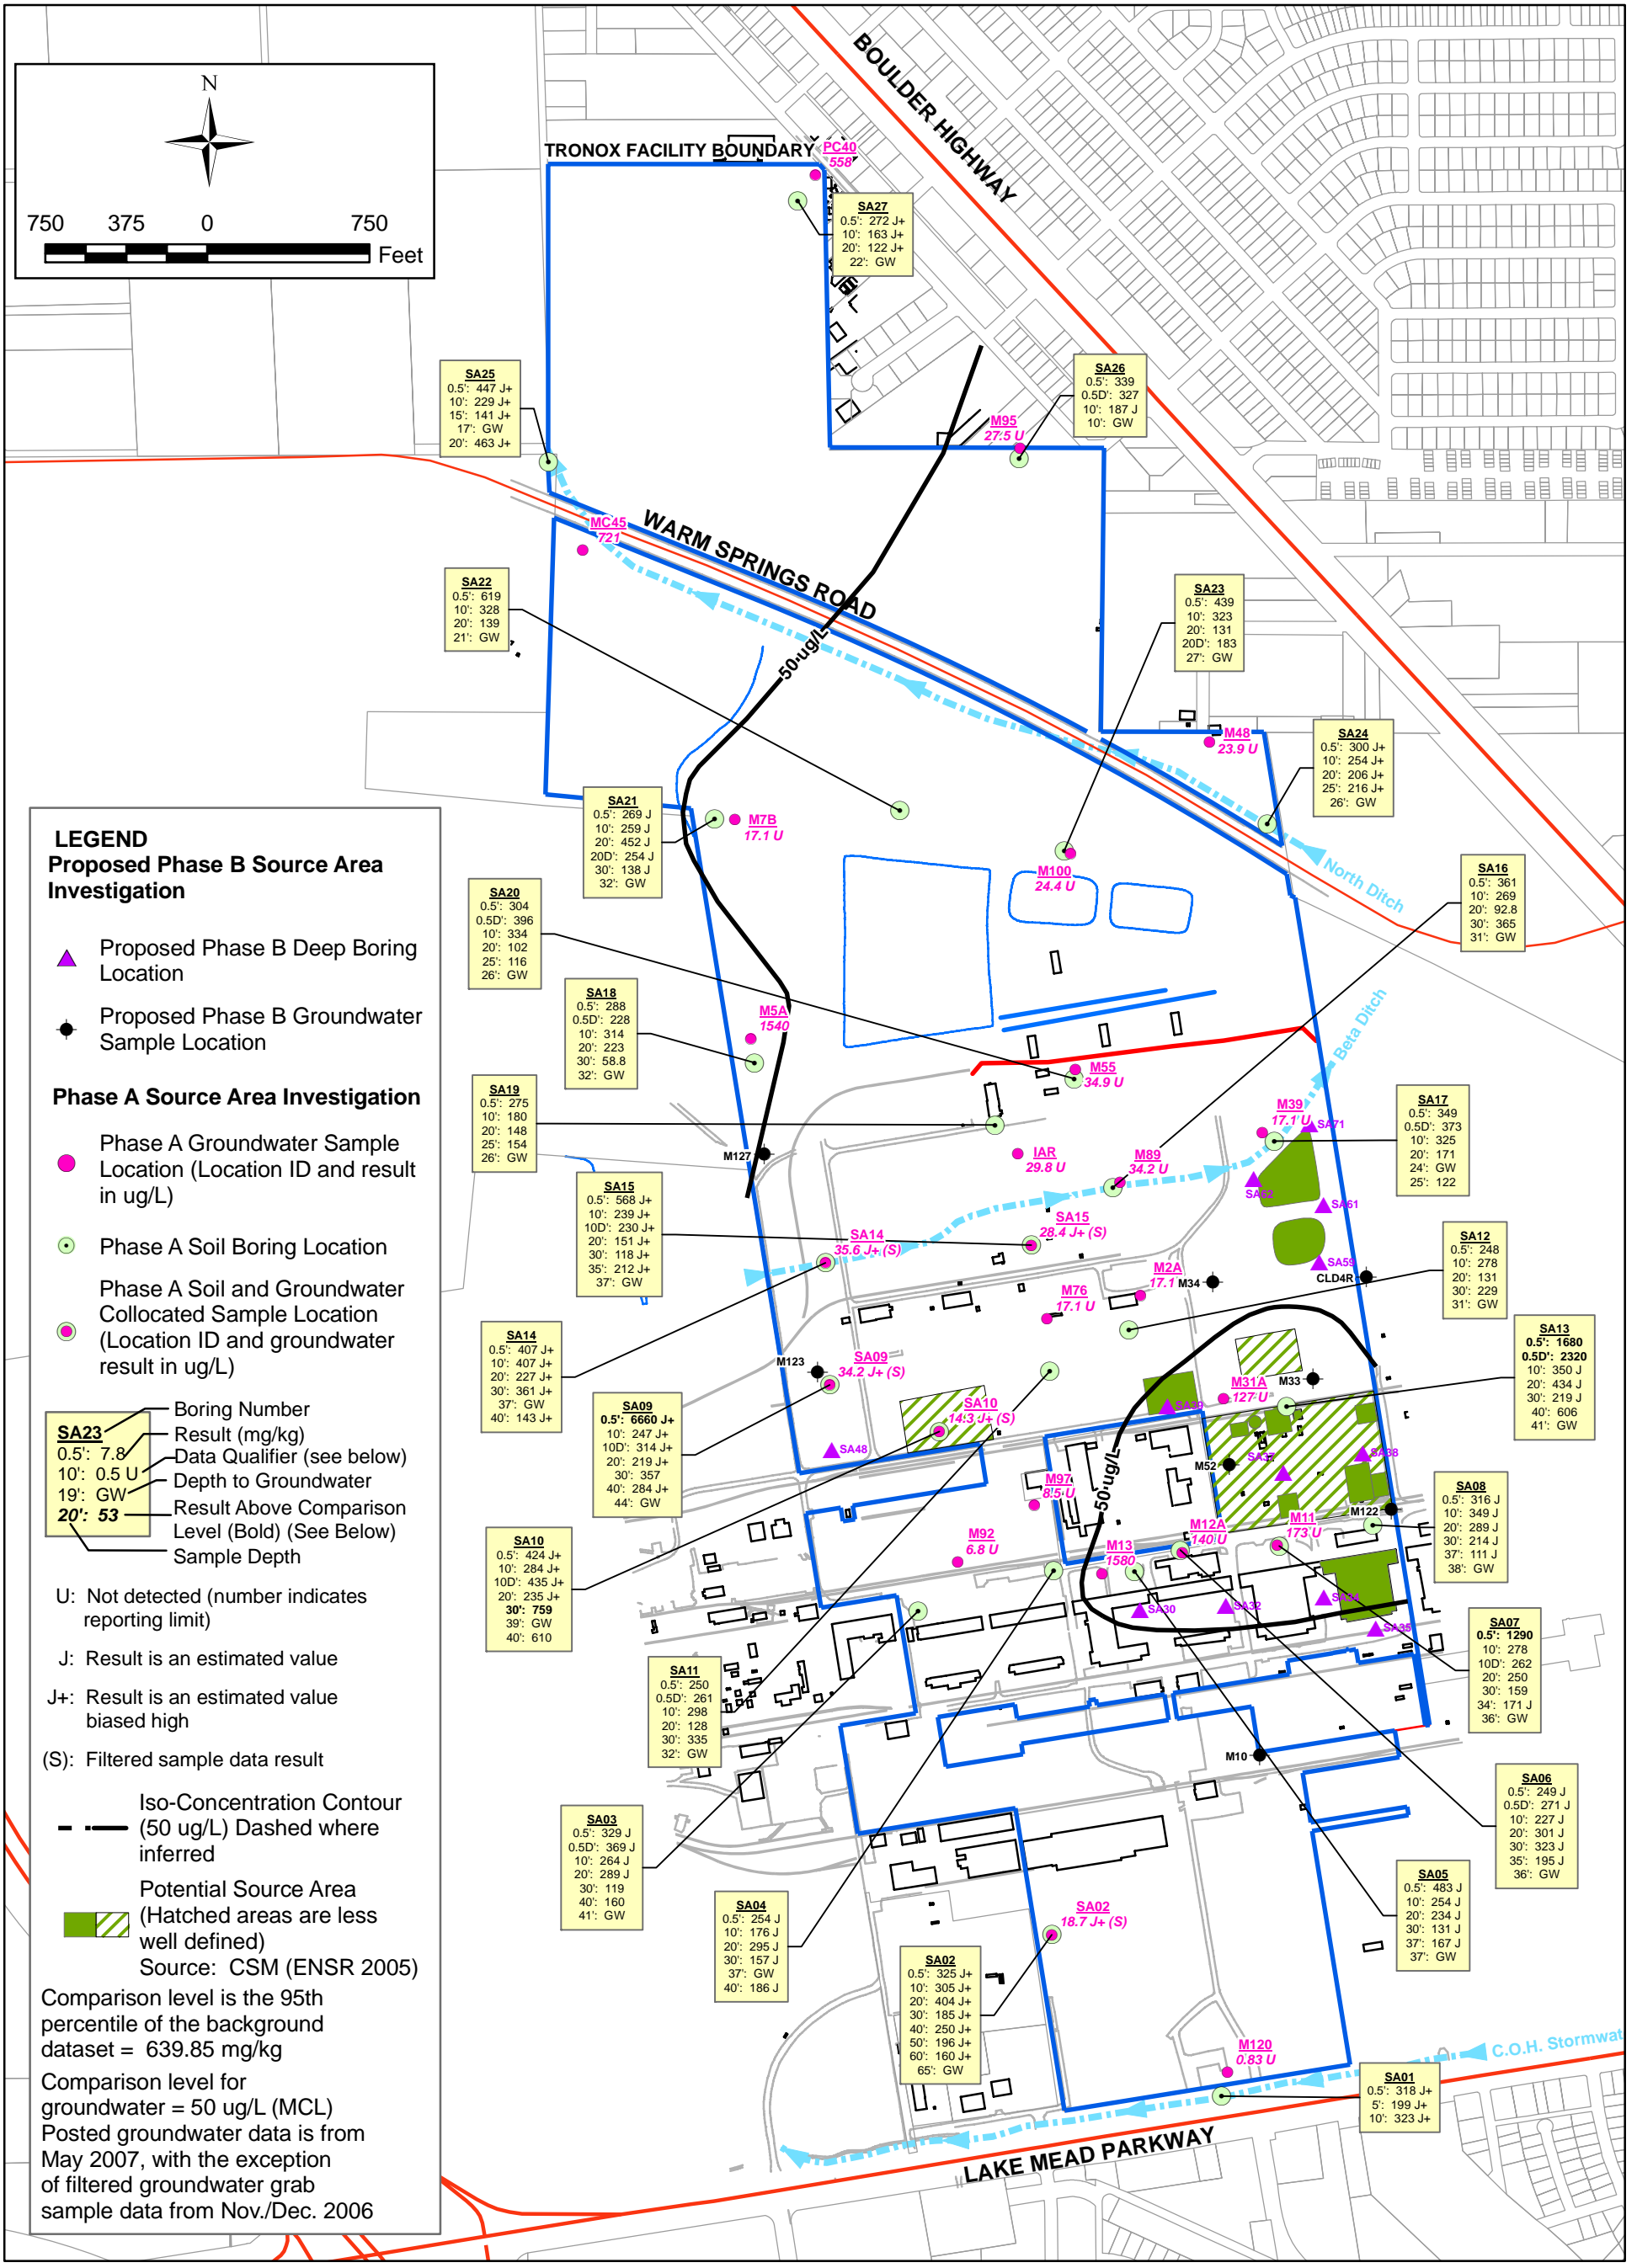 N
750 375 0 750
Feet
BOULDER HIGHWAY
TRONOX FACILITY BOUNDARY
PC40
558
SA27
0.5': 272 J+
10': 163 J+
20': 122 J+
22': GW
SA25
0.5': 447 J+
10': 229 J+
15': 141 J+
17': GW
20': 463 J+
SA26
0.5': 339
0.5D': 327
10': 187 J
10': GW
M95
27.5 U
MC45
721
WARM SPRINGS ROAD
SA22
0.5': 619
10': 328
20': 139
21': GW
SA23
0.5': 439
10': 323
20': 131
20D': 183
27': GW
50 ug/L
M48
23.9 U
SA24
0.5': 300 J+
10': 254 J+
20': 206 J+
25': 216 J+
26': GW
SA21
0.5': 269 J
10': 259 J
20': 452 J
20D': 254 J
30': 138 J
32': GW
M7B
17.1 U
M100
24.4 U
North Ditch
SA16
0.5': 361
10': 269
20': 92.8
30': 365
31': GW
SA20
0.5': 304
0.5D': 396
10': 334
20': 102
25': 116
26': GW
SA18
0.5': 288
0.5D': 228
10': 314
20': 223
30': 58.8
32': GW
M5A
1540
Beta Ditch
M55
34.9 U
SA19
0.5': 275
10': 180
20': 148
25': 154
26': GW
M39
17.1 U
SA71
SA17
0.5': 349
0.5D': 373
10': 325
20': 171
24': GW
25': 122
M127
IAR
29.8 U
M89
34.2 U
SA62
SA61
SA15
0.5': 568 J+
10': 239 J+
10D': 230 J+
20': 151 J+
30': 118 J+
35': 212 J+
37': GW
SA14
35.6 J+ (S)
SA15
28.4 J+ (S)
SA59
CLD4R
SA12
0.5': 248
10': 278
20': 131
30': 229
31': GW
M2A
17.1
M34
M76
17.1 U
SA14
0.5': 407 J+
10': 407 J+
20': 227 J+
30': 361 J+
37': GW
40': 143 J+
M123
SA09
34.2 J+ (S)
SA13
0.5': 1680
0.5D': 2320
10': 350 J
20': 434 J
30': 219 J
40': 606
41': GW
M33
M31A
127 U
SA39
SA09
0.5': 6660 J+
10': 247 J+
10D': 314 J+
20': 219 J+
30': 357
40': 284 J+
44': GW
SA10
14.3 J+ (S)
SA48
M52
SA37
SA38
50 ug/L
M97
8.5 U
SA08
0.5': 316 J
10': 349 J
20': 289 J
30': 214 J
37': 111 J
38': GW
M122
SA10
0.5': 424 J+
10': 284 J+
10D': 435 J+
20': 235 J+
30': 759
39': GW
40': 610
M92
6.8 U
M13
1580
M12A
140 U
M11
173 U
SA30
SA32
SA34
SA35
SA07
0.5': 1290
10': 278
10D': 262
20': 250
30': 159
34': 171 J
36': GW
SA11
0.5': 250
0.5D': 261
10': 298
20': 128
30': 335
32': GW
M10
SA06
0.5': 249 J
0.5D': 271 J
10': 227 J
20': 301 J
30': 323 J
35': 195 J
36': GW
SA03
0.5': 329 J
0.5D': 369 J
10': 264 J
20': 289 J
30': 119
40': 160
41': GW
SA05
0.5': 483 J
10': 254 J
20': 234 J
30': 131 J
37': 167 J
37': GW
SA04
0.5': 254 J
10': 176 J
20': 295 J
30': 157 J
37': GW
40': 186 J
SA02
18.7 J+ (S)
SA02
0.5': 325 J+
10': 305 J+
20': 404 J+
30': 185 J+
40': 250 J+
50': 196 J+
60': 160 J+
65': GW
M120
0.83 U
C.O.H. Stormwat
SA01
0.5': 318 J+
5': 199 J+
10': 323 J+
LAKE MEAD PARKWAY
LEGEND
Proposed Phase B Source Area
Investigation
Proposed Phase B Deep Boring
Location
Proposed Phase B Groundwater
Sample Location
Phase A Source Area Investigation
Phase A Groundwater Sample
Location (Location ID and result
in ug/L)
Phase A Soil Boring Location
Phase A Soil and Groundwater
Collocated Sample Location
(Location ID and groundwater
result in ug/L)
SA23
0.5': 7.8
10': 0.5 U
19': GW
20': 53
Boring Number
Result (mg/kg)
Data Qualifier (see below)
Depth to Groundwater
Result Above Comparison
Level (Bold) (See Below)
Sample Depth
U: Not detected (number indicates
reporting limit)
J: Result is an estimated value
J+: Result is an estimated value
biased high
(S): Filtered sample data result
Iso-Concentration Contour
(50 ug/L) Dashed where
inferred
Potential Source Area
(Hatched areas are less
well defined)
Source: CSM (ENSR 2005)
Comparison level is the 95th
percentile of the background
dataset = 639.85 mg/kg
Comparison level for
groundwater = 50 ug/L (MCL)
Posted groundwater data is from
May 2007, with the exception
of filtered groundwater grab
sample data from Nov./Dec. 2006